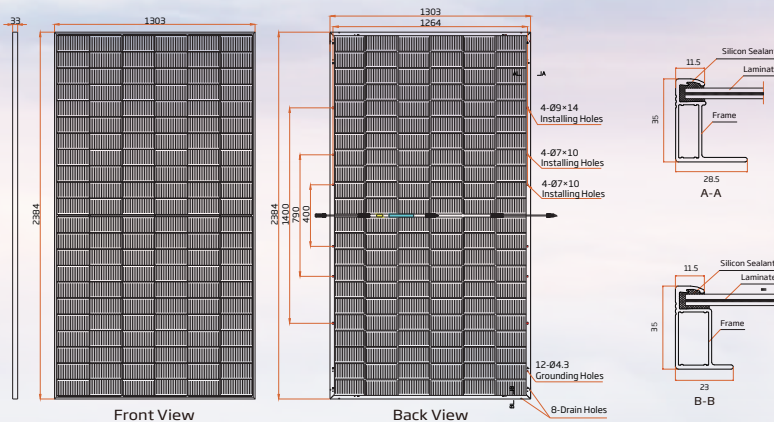 33
1303
2384
Front View
1303
1264
2384
1400
790
400
4-Ø9×14
Installing Holes
4-Ø7×10
Installing Holes
4-Ø7×10
Installing Holes
12-Ø4.3
Grounding Holes
8-Drain Holes
Back View
Silicon Sealant
11.5
Laminat
Frame
35
28.5
A-A
Silicon Sealant
11.5
Laminate
Frame
35
23
B-B